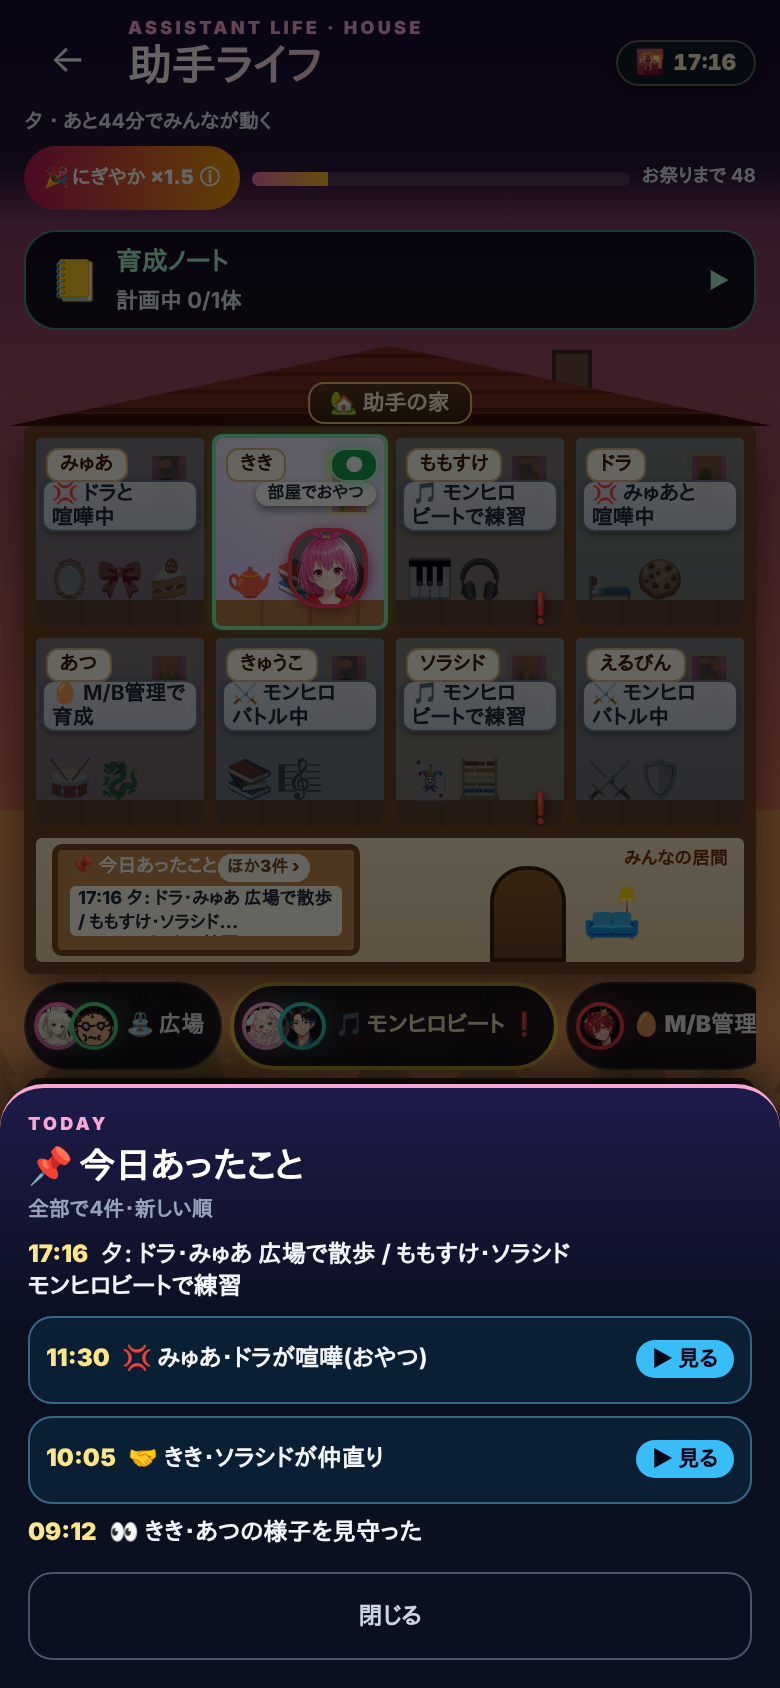 ASSISTANT LIFE · HOUSE
助手ライフ
17:16
夕・あと44分でみんなが動く
にぎやか ×1.5 ⓘ
お祭りまで 48
育成ノート
計画中 0/1体
助手の家
みゅあ
ドラと
喧嘩中
きき
部屋でおやつ
ももすけ
モンヒロ
ビートで練習
ドラ
みゅあと
喧嘩中
あつ
M/B管理で
育成
きゅうこ
モンヒロ
バトル中
ソラシド
モンヒロ
ビートで練習
えるびん
モンヒロ
バトル中
今日あったこと
ほか3件 ›
17:16 夕: ドラ・みゅあ 広場で散歩
/ ももすけ・ソラシド…
みんなの居間
広場
モンヒロビート
M/B管理
TODAY
今日あったこと
全部で4件・新しい順
17:16 夕: ドラ・みゅあ 広場で散歩 / ももすけ・ソラシド
モンヒロビートで練習
11:30 みゅあ・ドラが喧嘩(おやつ)
▶ 見る
10:05 きき・ソラシドが仲直り
▶ 見る
09:12 きき・あつの様子を見守った
閉じる